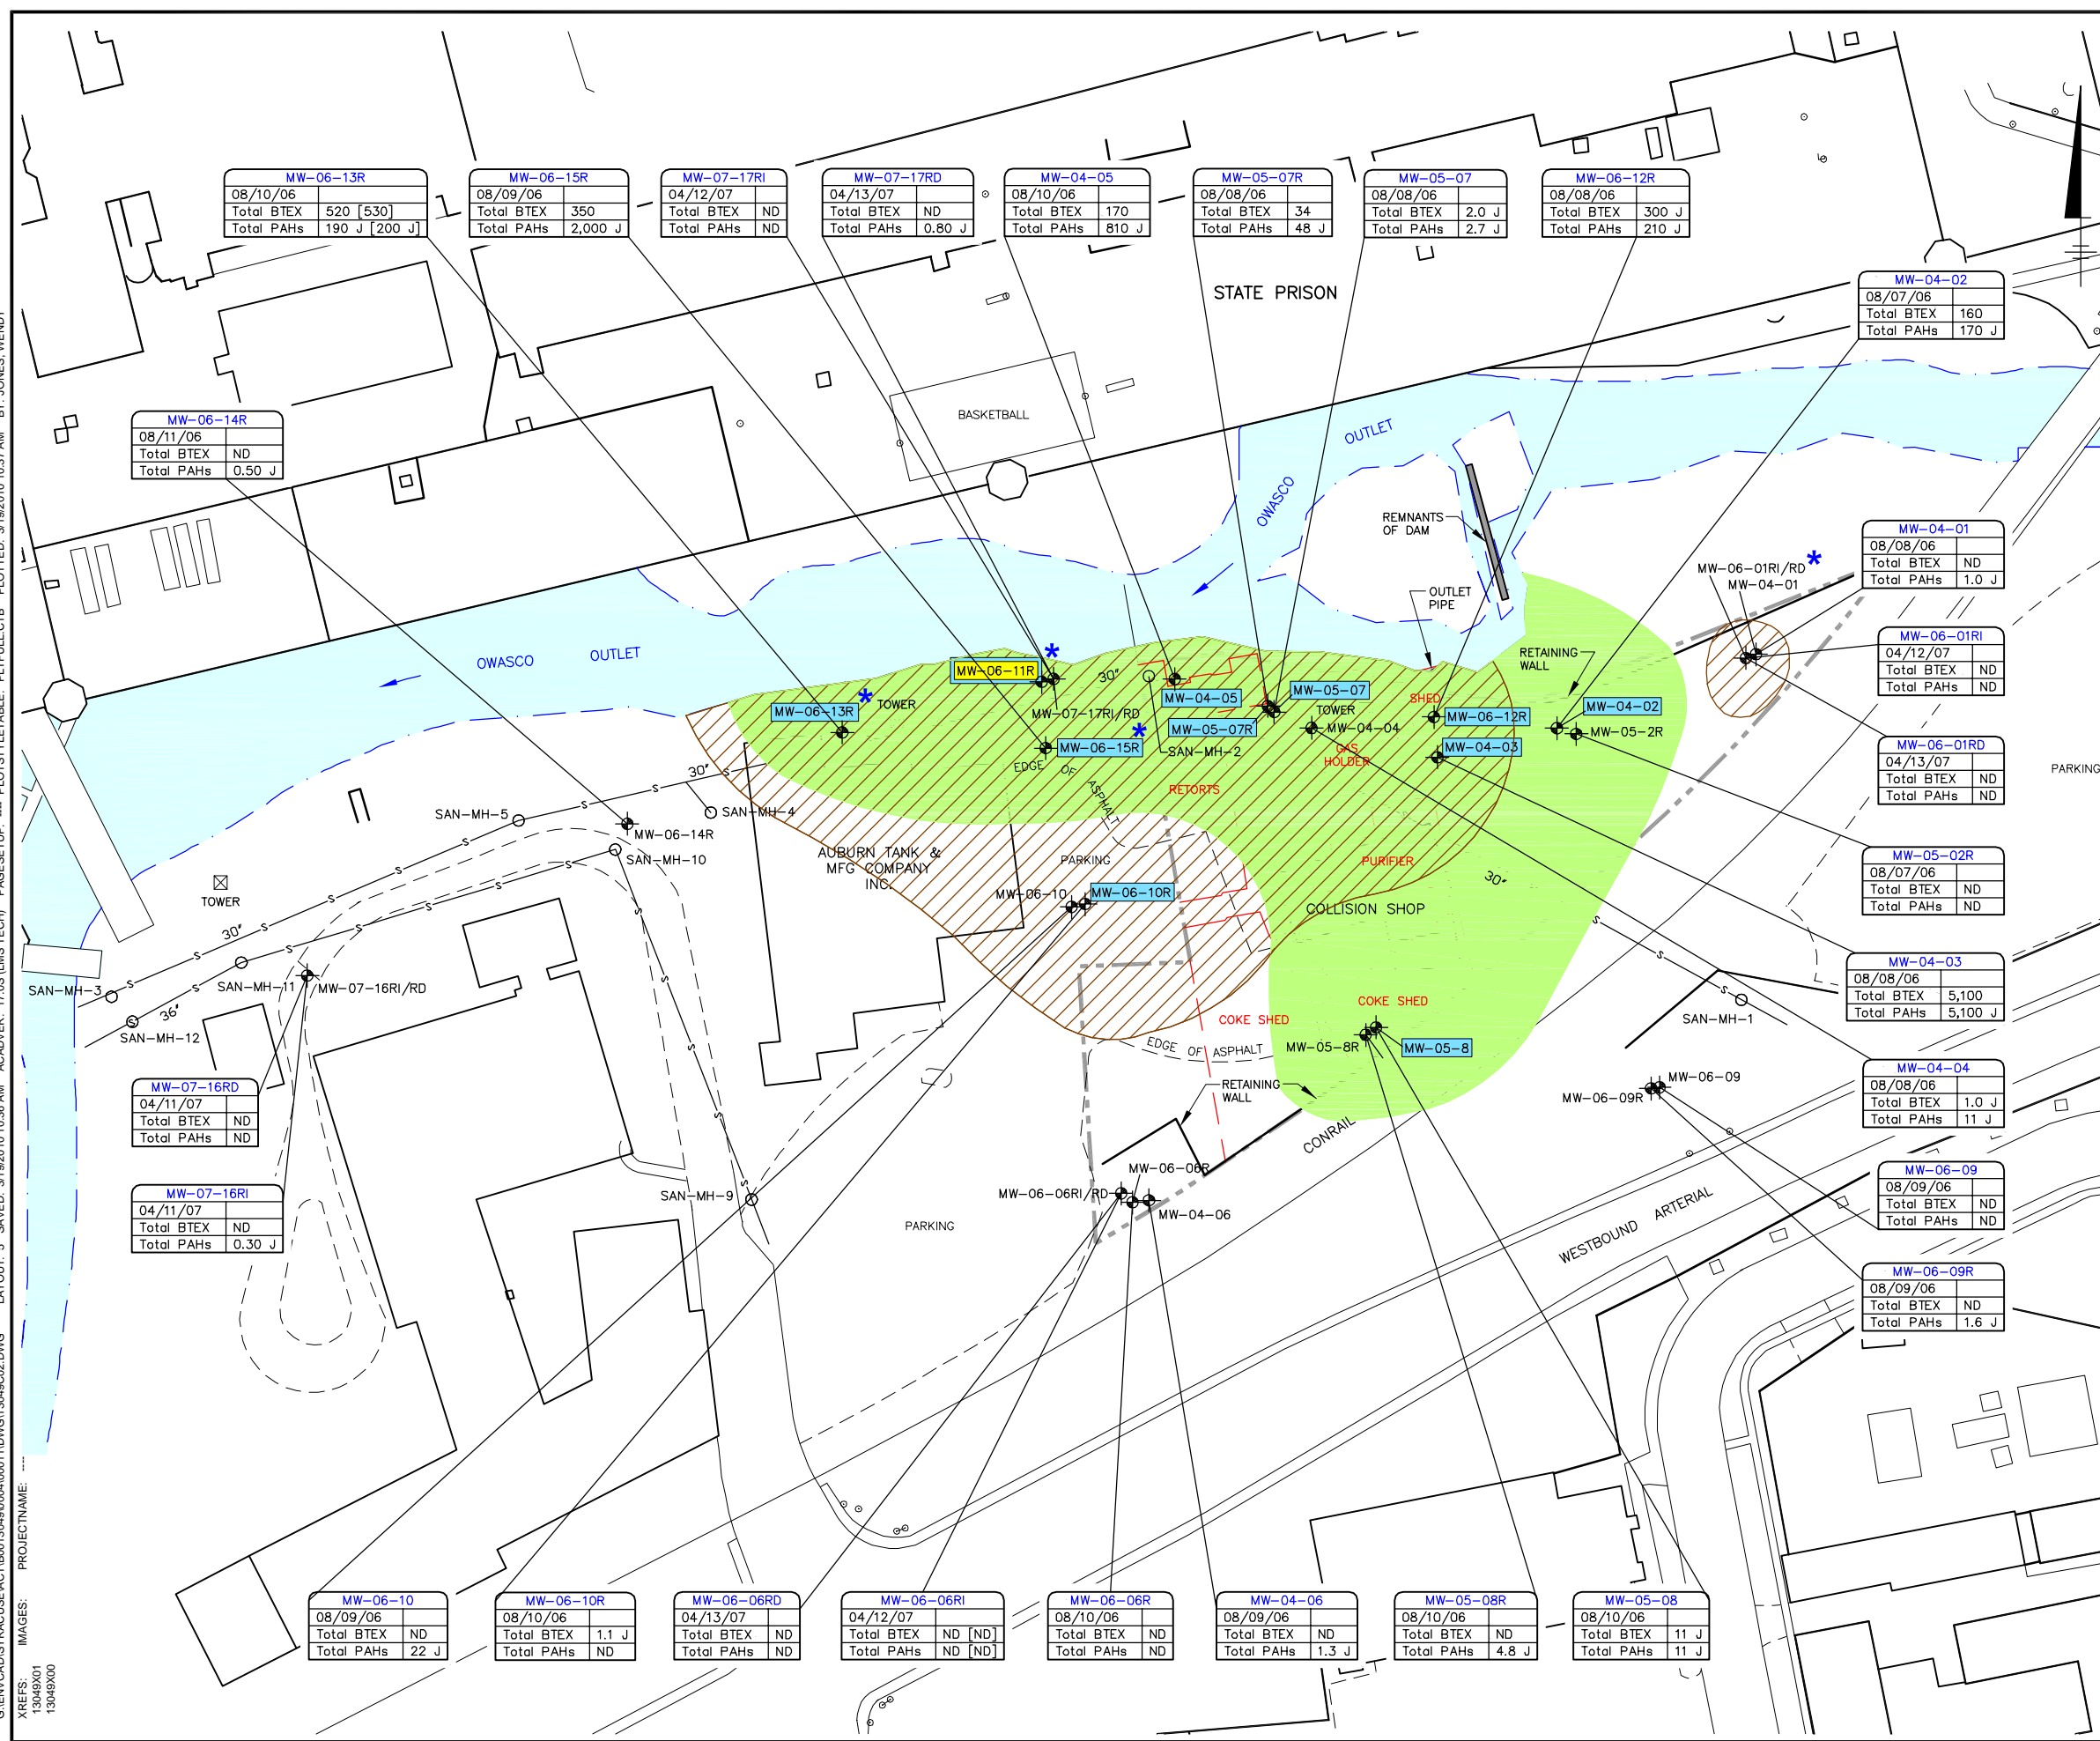 MW-06-13R
08/10/06
Total BTEX 520 [530]
Total PAHs 190 J [200 J]
MW-06-15R
08/09/06
Total BTEX 350
Total PAHs 2,000 J
MW-07-17RI
04/12/07
Total BTEX ND
Total PAHs ND
MW-07-17RD
04/13/07
Total BTEX ND
Total PAHs 0.80 J
MW-04-05
08/10/06
Total BTEX 170
Total PAHs 810 J
MW-05-07R
08/08/06
Total BTEX 34
Total PAHs 48 J
MW-05-07
08/08/06
Total BTEX 2.0 J
Total PAHs 2.7 J
MW-06-12R
08/08/06
Total BTEX 300 J
Total PAHs 210 J
STATE PRISON
MW-04-02
08/07/06
Total BTEX 160
Total PAHs 170 J
MW-06-14R
08/11/06
Total BTEX ND
Total PAHs 0.50 J
BASKETBALL
OUTLET
OWASCO
REMNANTS
OF DAM
MW-04-01
08/08/06
Total BTEX ND
Total PAHs 1.0 J
MW-06-01RI/RD *
MW-04-01
OUTLET
PIPE
MW-06-01RI
04/12/07
Total BTEX ND
Total PAHs ND
OWASCO OUTLET
RETAINING
WALL
*
MW-06-11R
30"
MW-04-05
MW-05-07
SHED
MW-04-02
* TOWER
MW-06-13R
MW-07-17RI/RD
MW-05-07R
TOWER
MW-04-04
MW-06-12R
MW-05-2R
*
MW-06-15R
SAN-MH-2
MW-04-03
GAS
HOLDER
MW-06-01RD
04/13/07
Total BTEX ND
Total PAHs ND
PARKING
EDGE OF ASPHALT
30"
RETORTS
SAN-MH-5
SAN-MH-4
MW-06-14R
SAN-MH-10
AUBURN TANK &
MFG COMPANY
INC.
PARKING
PURIFIER
30"
MW-05-02R
08/07/06
Total BTEX ND
Total PAHs ND
TOWER
30"
MW-06-10
MW-06-10R
COLLISION SHOP
MW-04-03
08/08/06
Total BTEX 5,100
Total PAHs 5,100 J
SAN-MH-3
SAN-MH-11
MW-07-16RI/RD
36"
SAN-MH-12
COKE SHED
COKE SHED
SAN-MH-1
EDGE OF ASPHALT
MW-05-8R
MW-05-8
MW-04-04
08/08/06
Total BTEX 1.0 J
Total PAHs 11 J
MW-07-16RD
04/11/07
Total BTEX ND
Total PAHs ND
RETAINING
WALL
MW-06-09
MW-06-09R
CONRAIL
MW-06-09
08/09/06
Total BTEX ND
Total PAHs ND
MW-07-16RI
04/11/07
Total BTEX ND
Total PAHs 0.30 J
MW-06-06R
MW-06-06RI/RD
MW-04-06
SAN-MH-9
PARKING
WESTBOUND ARTERIAL
MW-06-09R
08/09/06
Total BTEX ND
Total PAHs 1.6 J
MW-06-10
08/09/06
Total BTEX ND
Total PAHs 22 J
MW-06-10R
08/10/06
Total BTEX 1.1 J
Total PAHs ND
MW-06-06RD
04/13/07
Total BTEX ND
Total PAHs ND
MW-06-06RI
04/12/07
Total BTEX ND [ND]
Total PAHs ND [ND]
MW-06-06R
08/10/06
Total BTEX ND
Total PAHs ND
MW-04-06
08/09/06
Total BTEX ND
Total PAHs 1.3 J
MW-05-08R
08/10/06
Total BTEX ND
Total PAHs 4.8 J
MW-05-08
08/10/06
Total BTEX 11 J
Total PAHs 11 J
XREFS: IMAGES: PROJECTNAME: ----
13049X01
13049X00